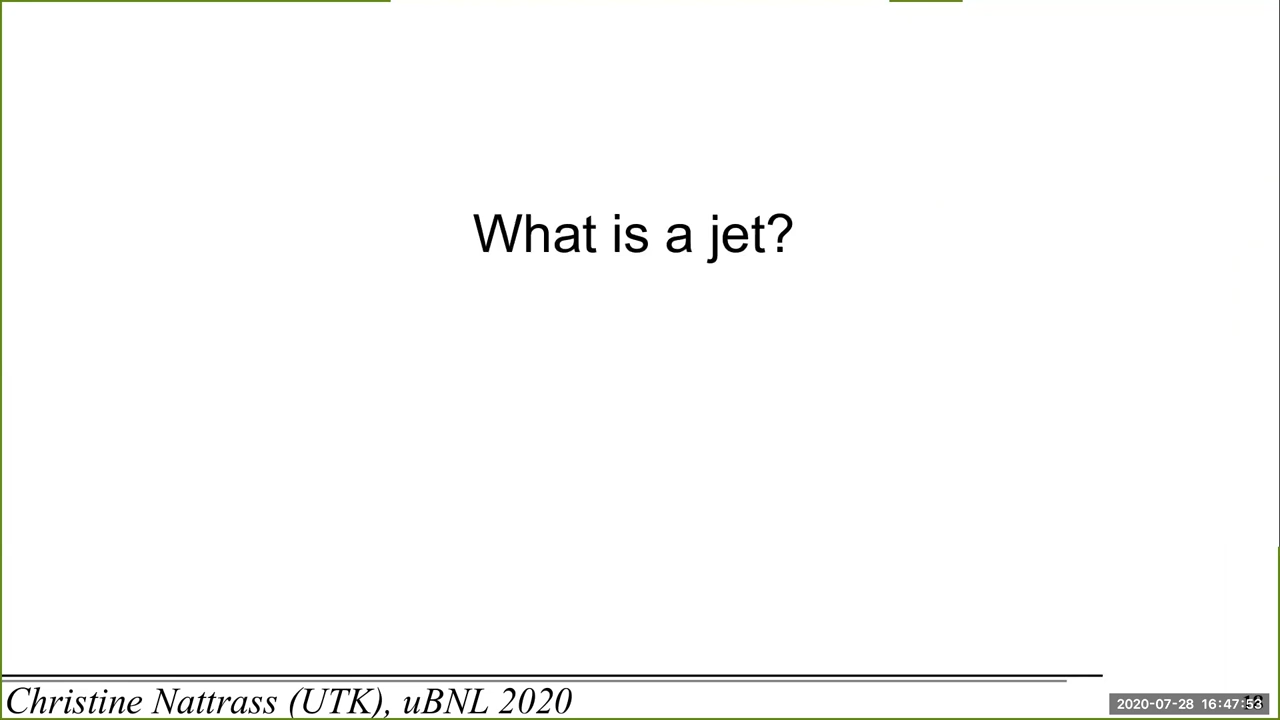 What is a jet?
Christine Nattrass (UTK), uBNL 2020
2020-07-28 16:47:53